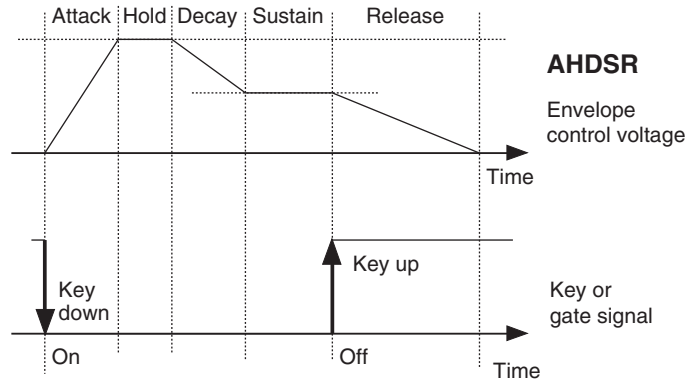 Attack Hold Decay Sustain Release
AHDSR
Envelope
control voltage
Time
Key up
Key
down
Key or
gate signal
On
Off
Time